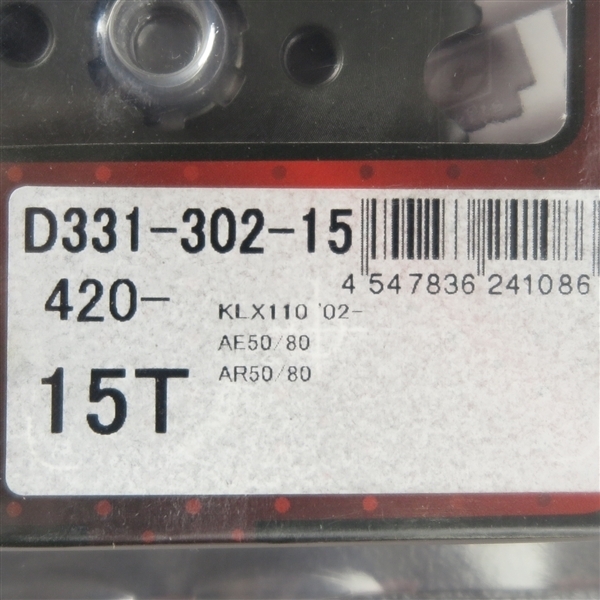 D331-302-15
4 547836 241086
420-
KLX110 '02-
AE50/80
15T
AR50/80